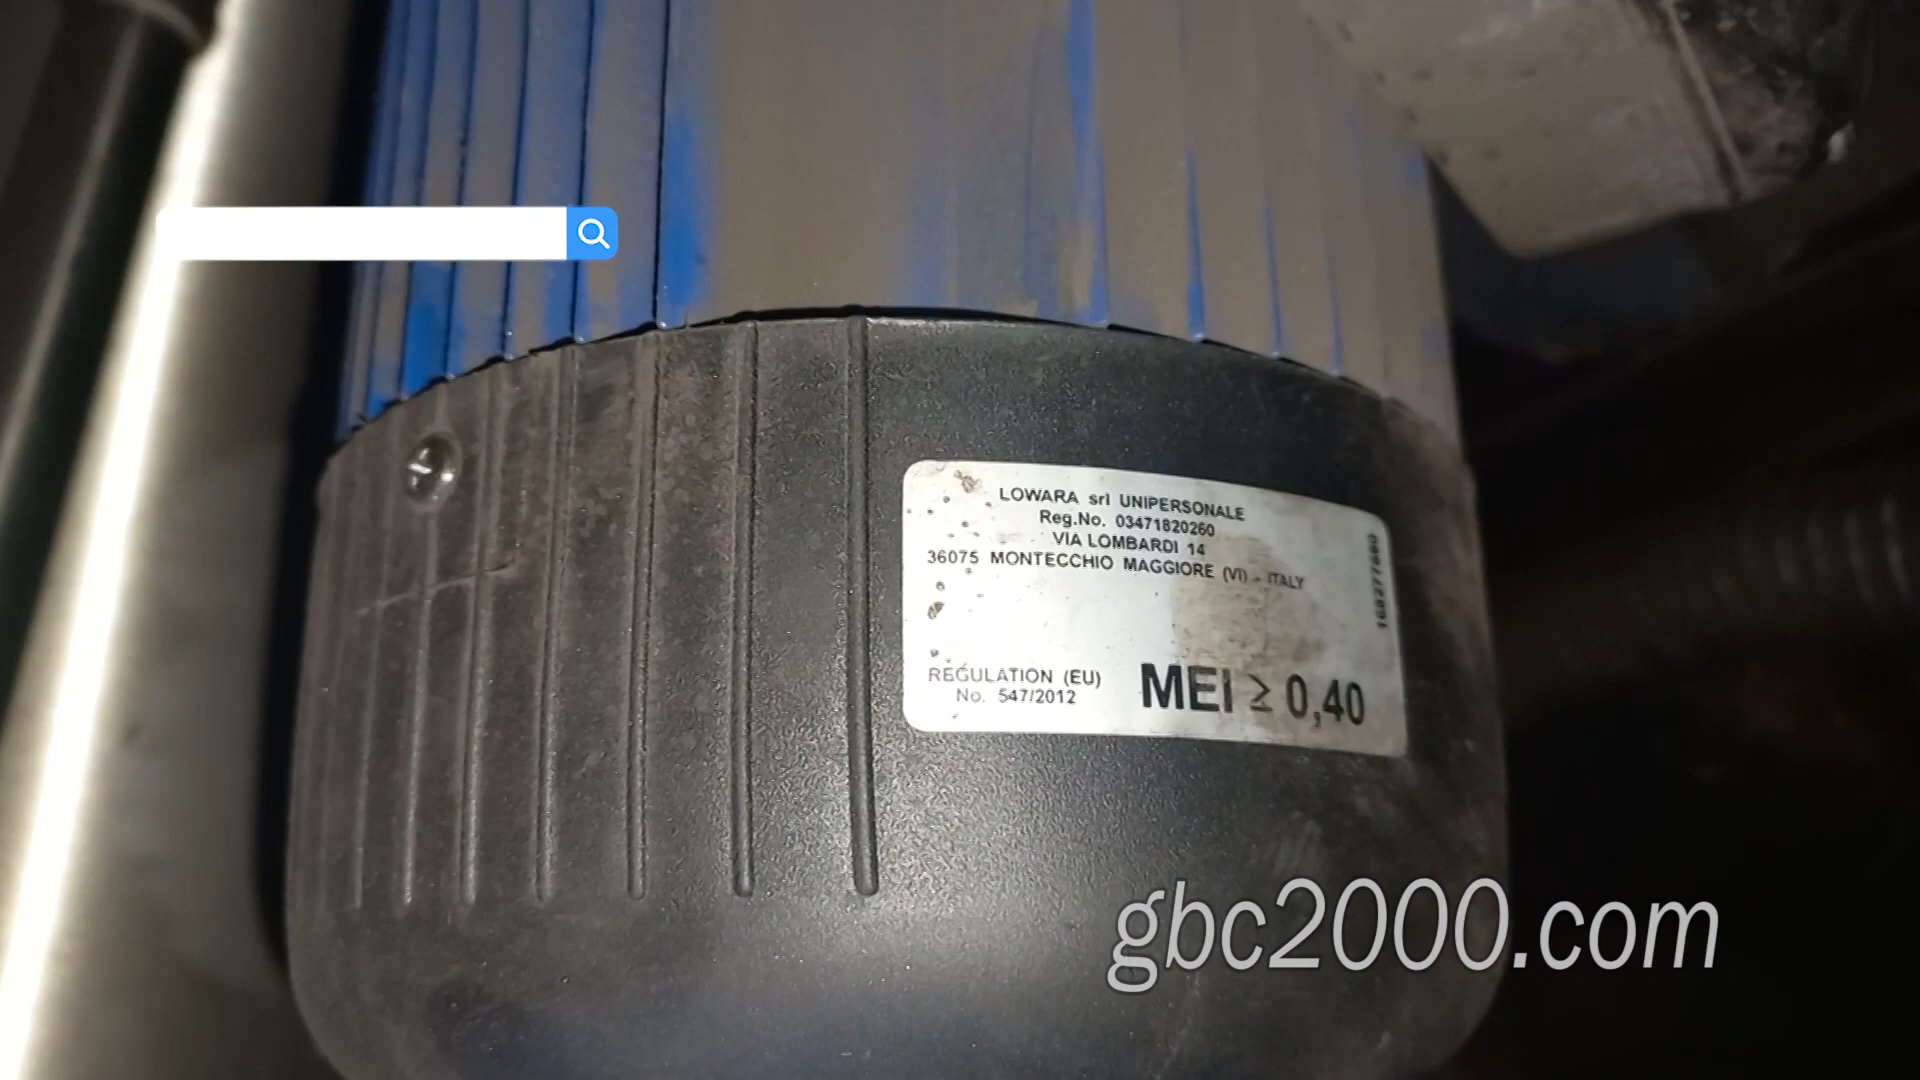 LOWARA srl UNIPERSONALE
Reg.No. 03471820260
VIA LOMBARDI 14
36075 MONTECCHIO MAGGIORE (VI) - ITALY
168277680
REGULATION (EU)
No. 547/2012
MEI ≥ 0,40
gbc2000.com